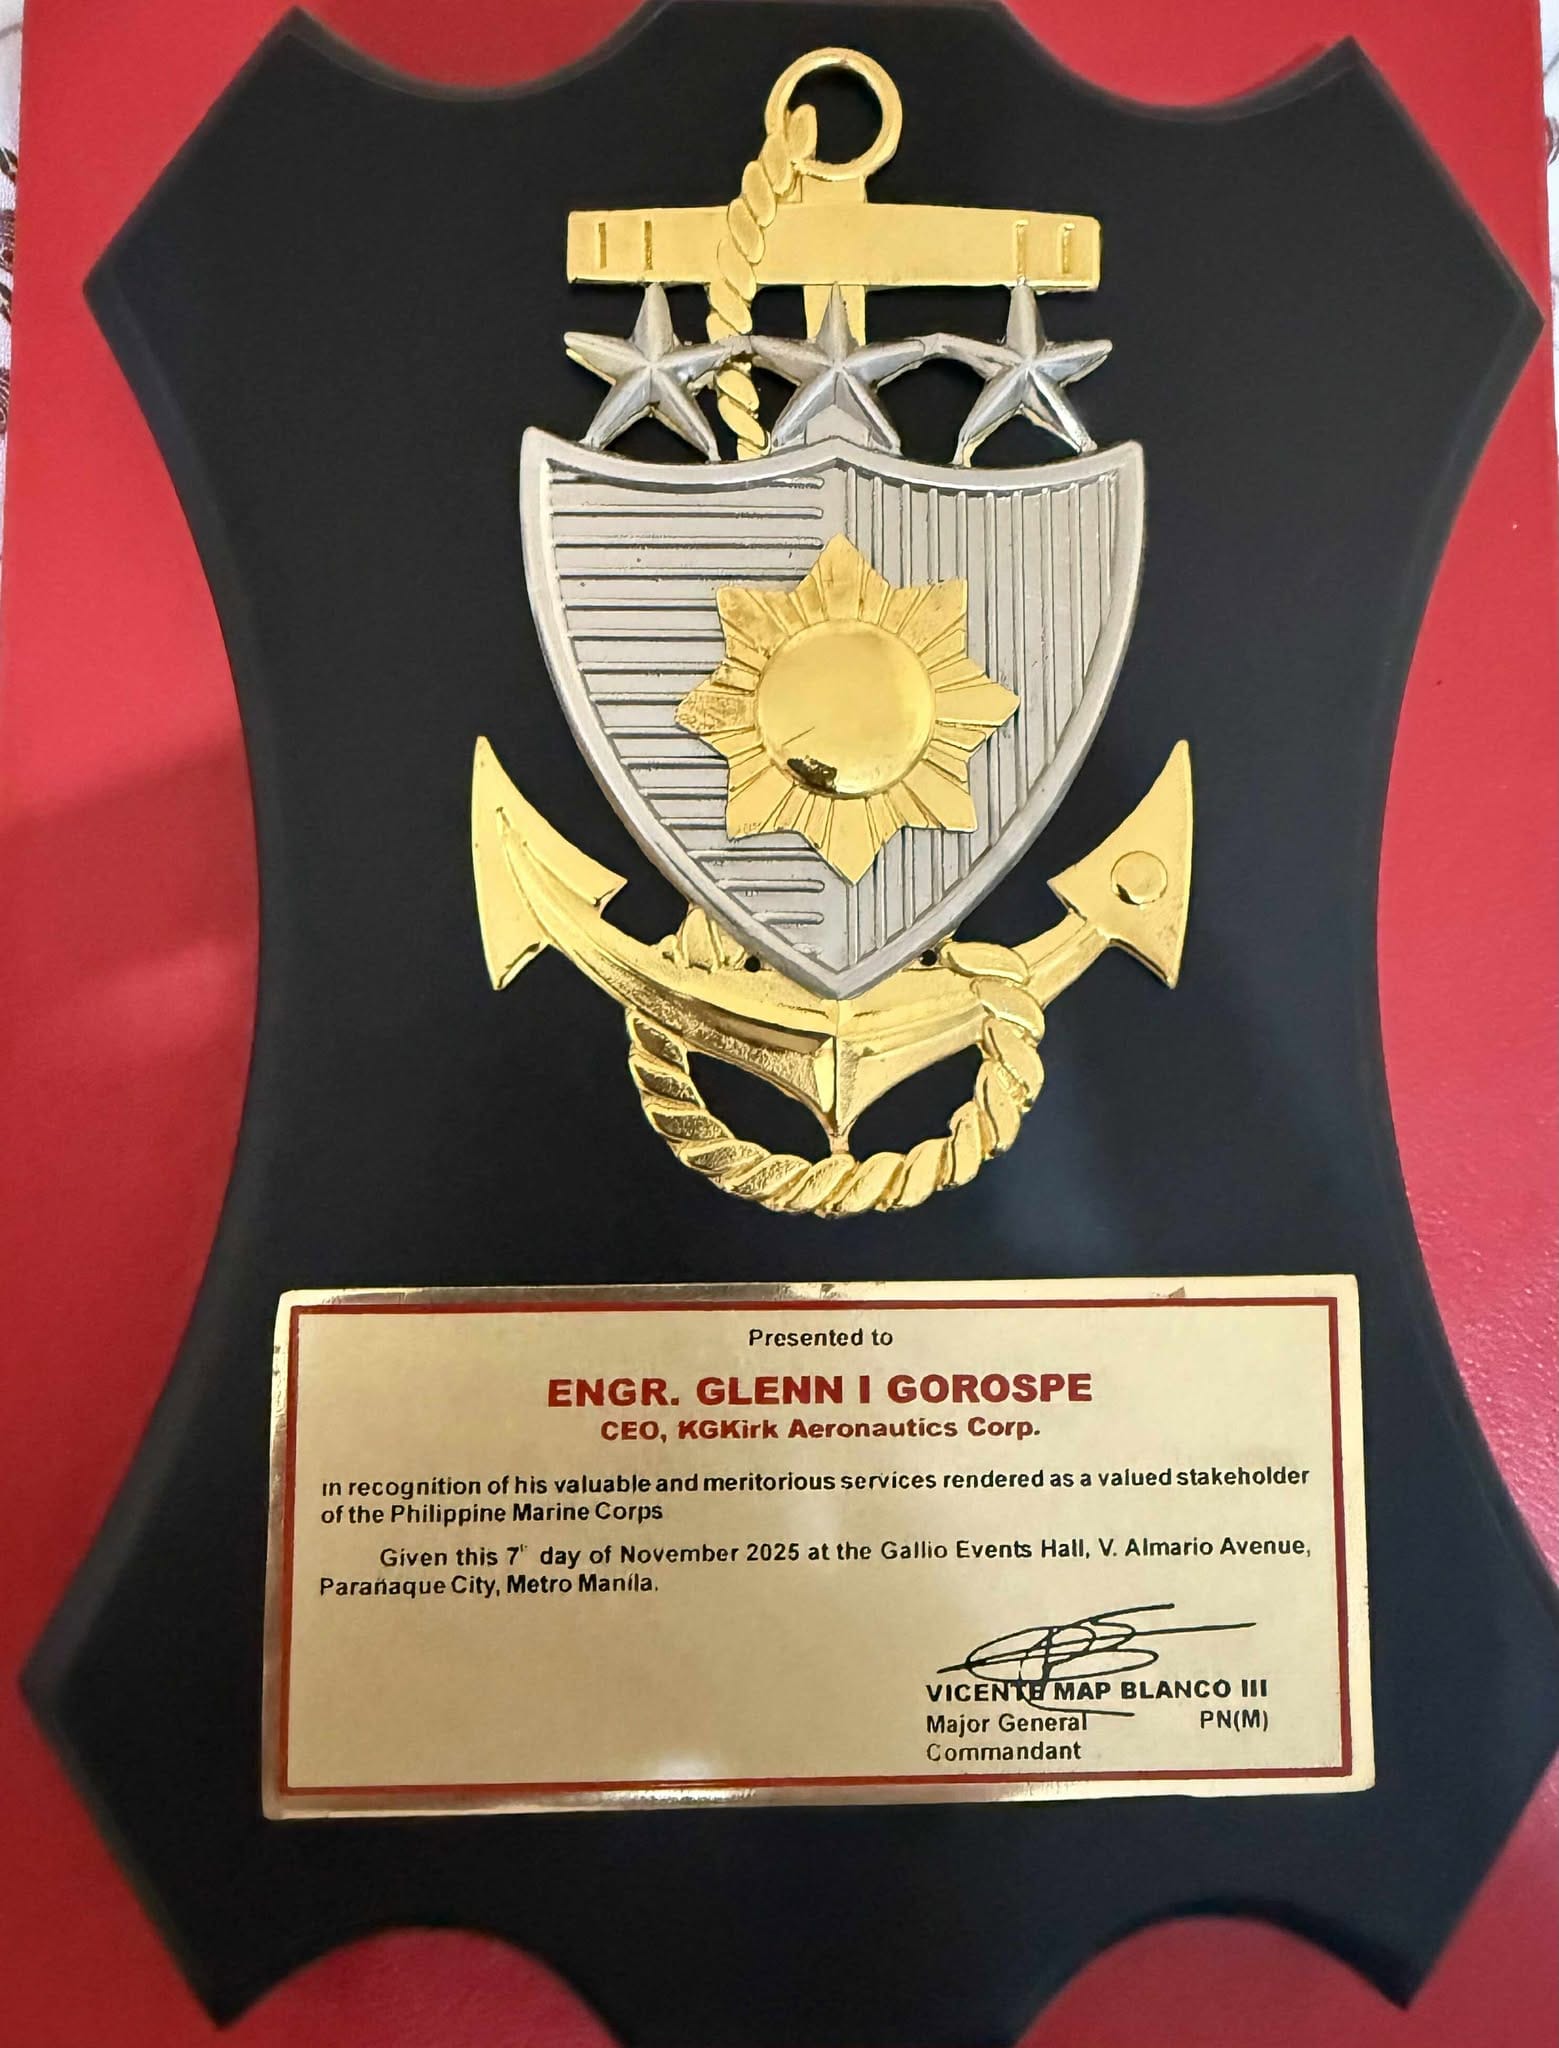 Presented to
ENGR. GLENN I GOROSPE
CEO, KGKirk Aeronautics Corp.
in recognition of his valuable and meritorious services rendered as a valued stakeholder
of the Philippine Marine Corps
Given this 7th day of November 2025 at the Gallio Events Hall, V. Almario Avenue,
Parañaque City, Metro Manila.
VICENTE MAP BLANCO III
Major General PN(M)
Commandant